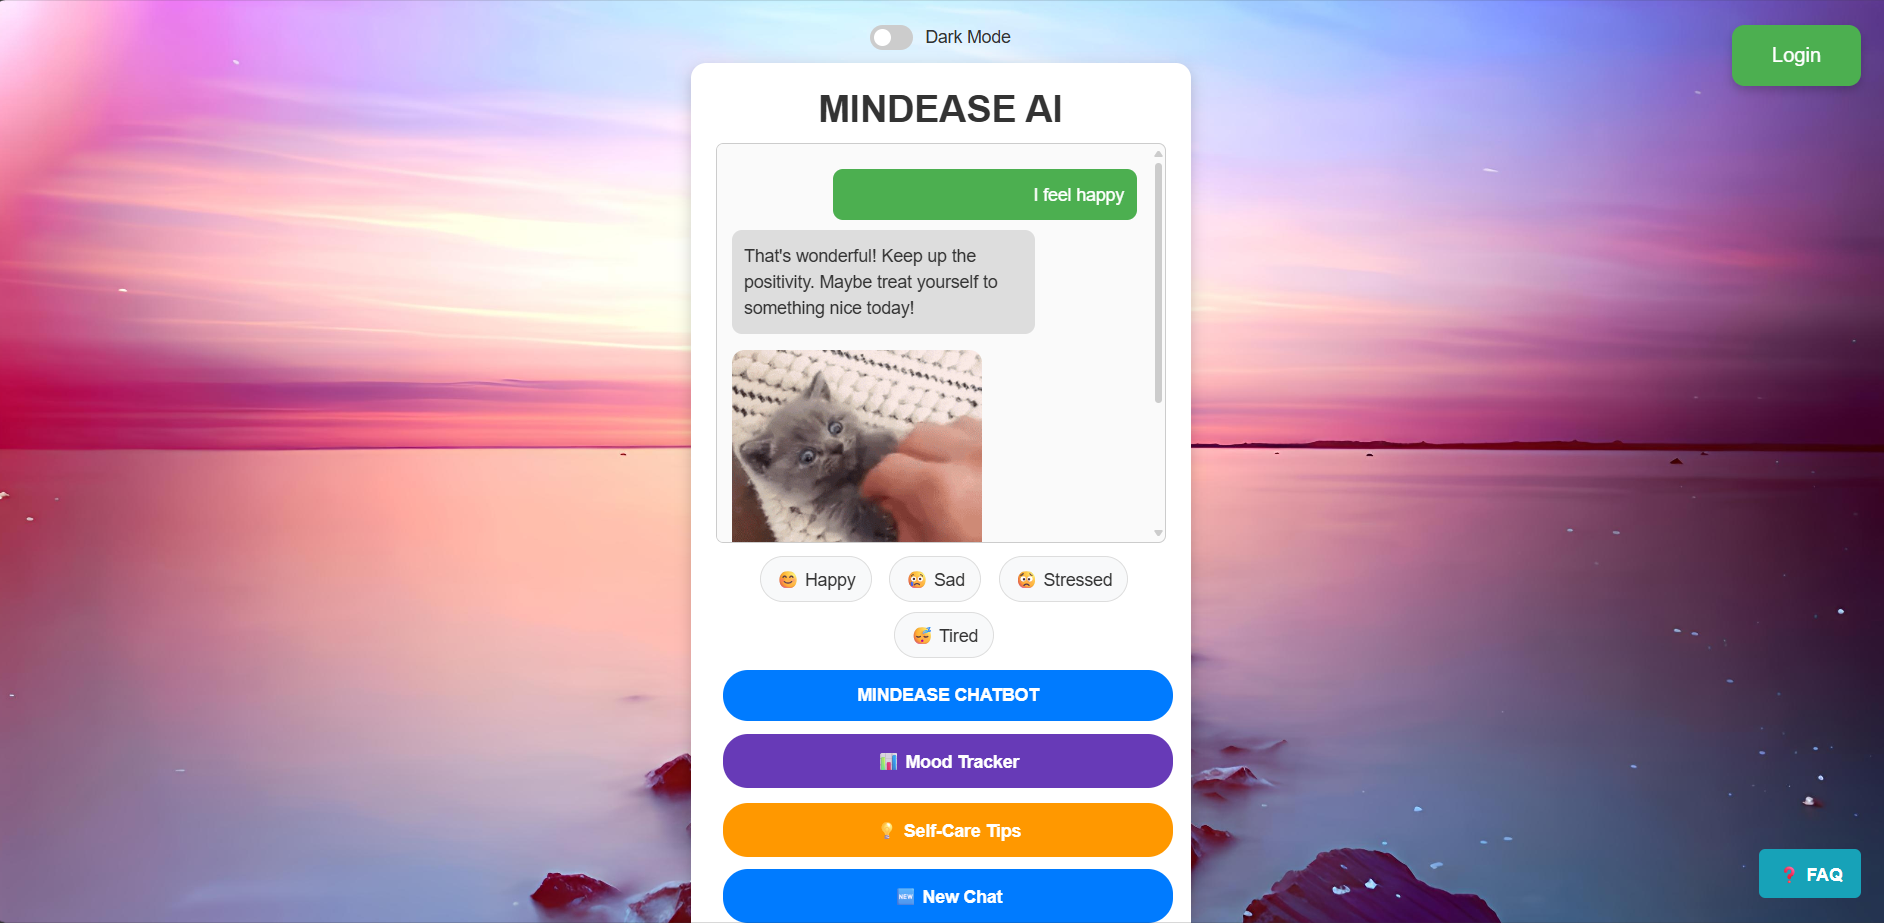 Dark Mode
Login
MINDEASE AI
I feel happy
That's wonderful! Keep up the
positivity. Maybe treat yourself to
something nice today!
😊 Happy
😢 Sad
😟 Stressed
😴 Tired
MINDEASE CHATBOT
📊 Mood Tracker
💡 Self-Care Tips
🆕 New Chat
❓ FAQ